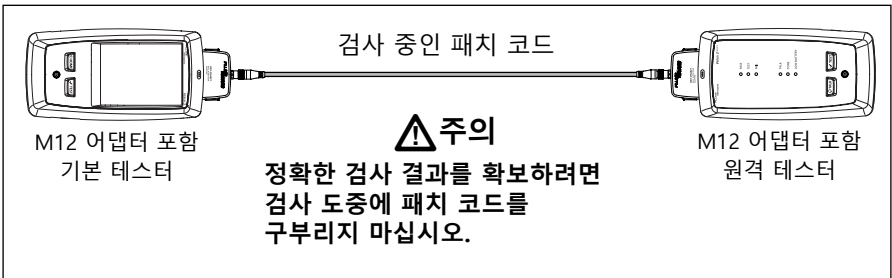 검사 중인 패치 코드
M12 어댑터 포함
기본 테스터
M12 어댑터 포함
원격 테스터
주의
정확한 검사 결과를 확보하려면
검사 도중에 패치 코드를
구부리지 마십시오.